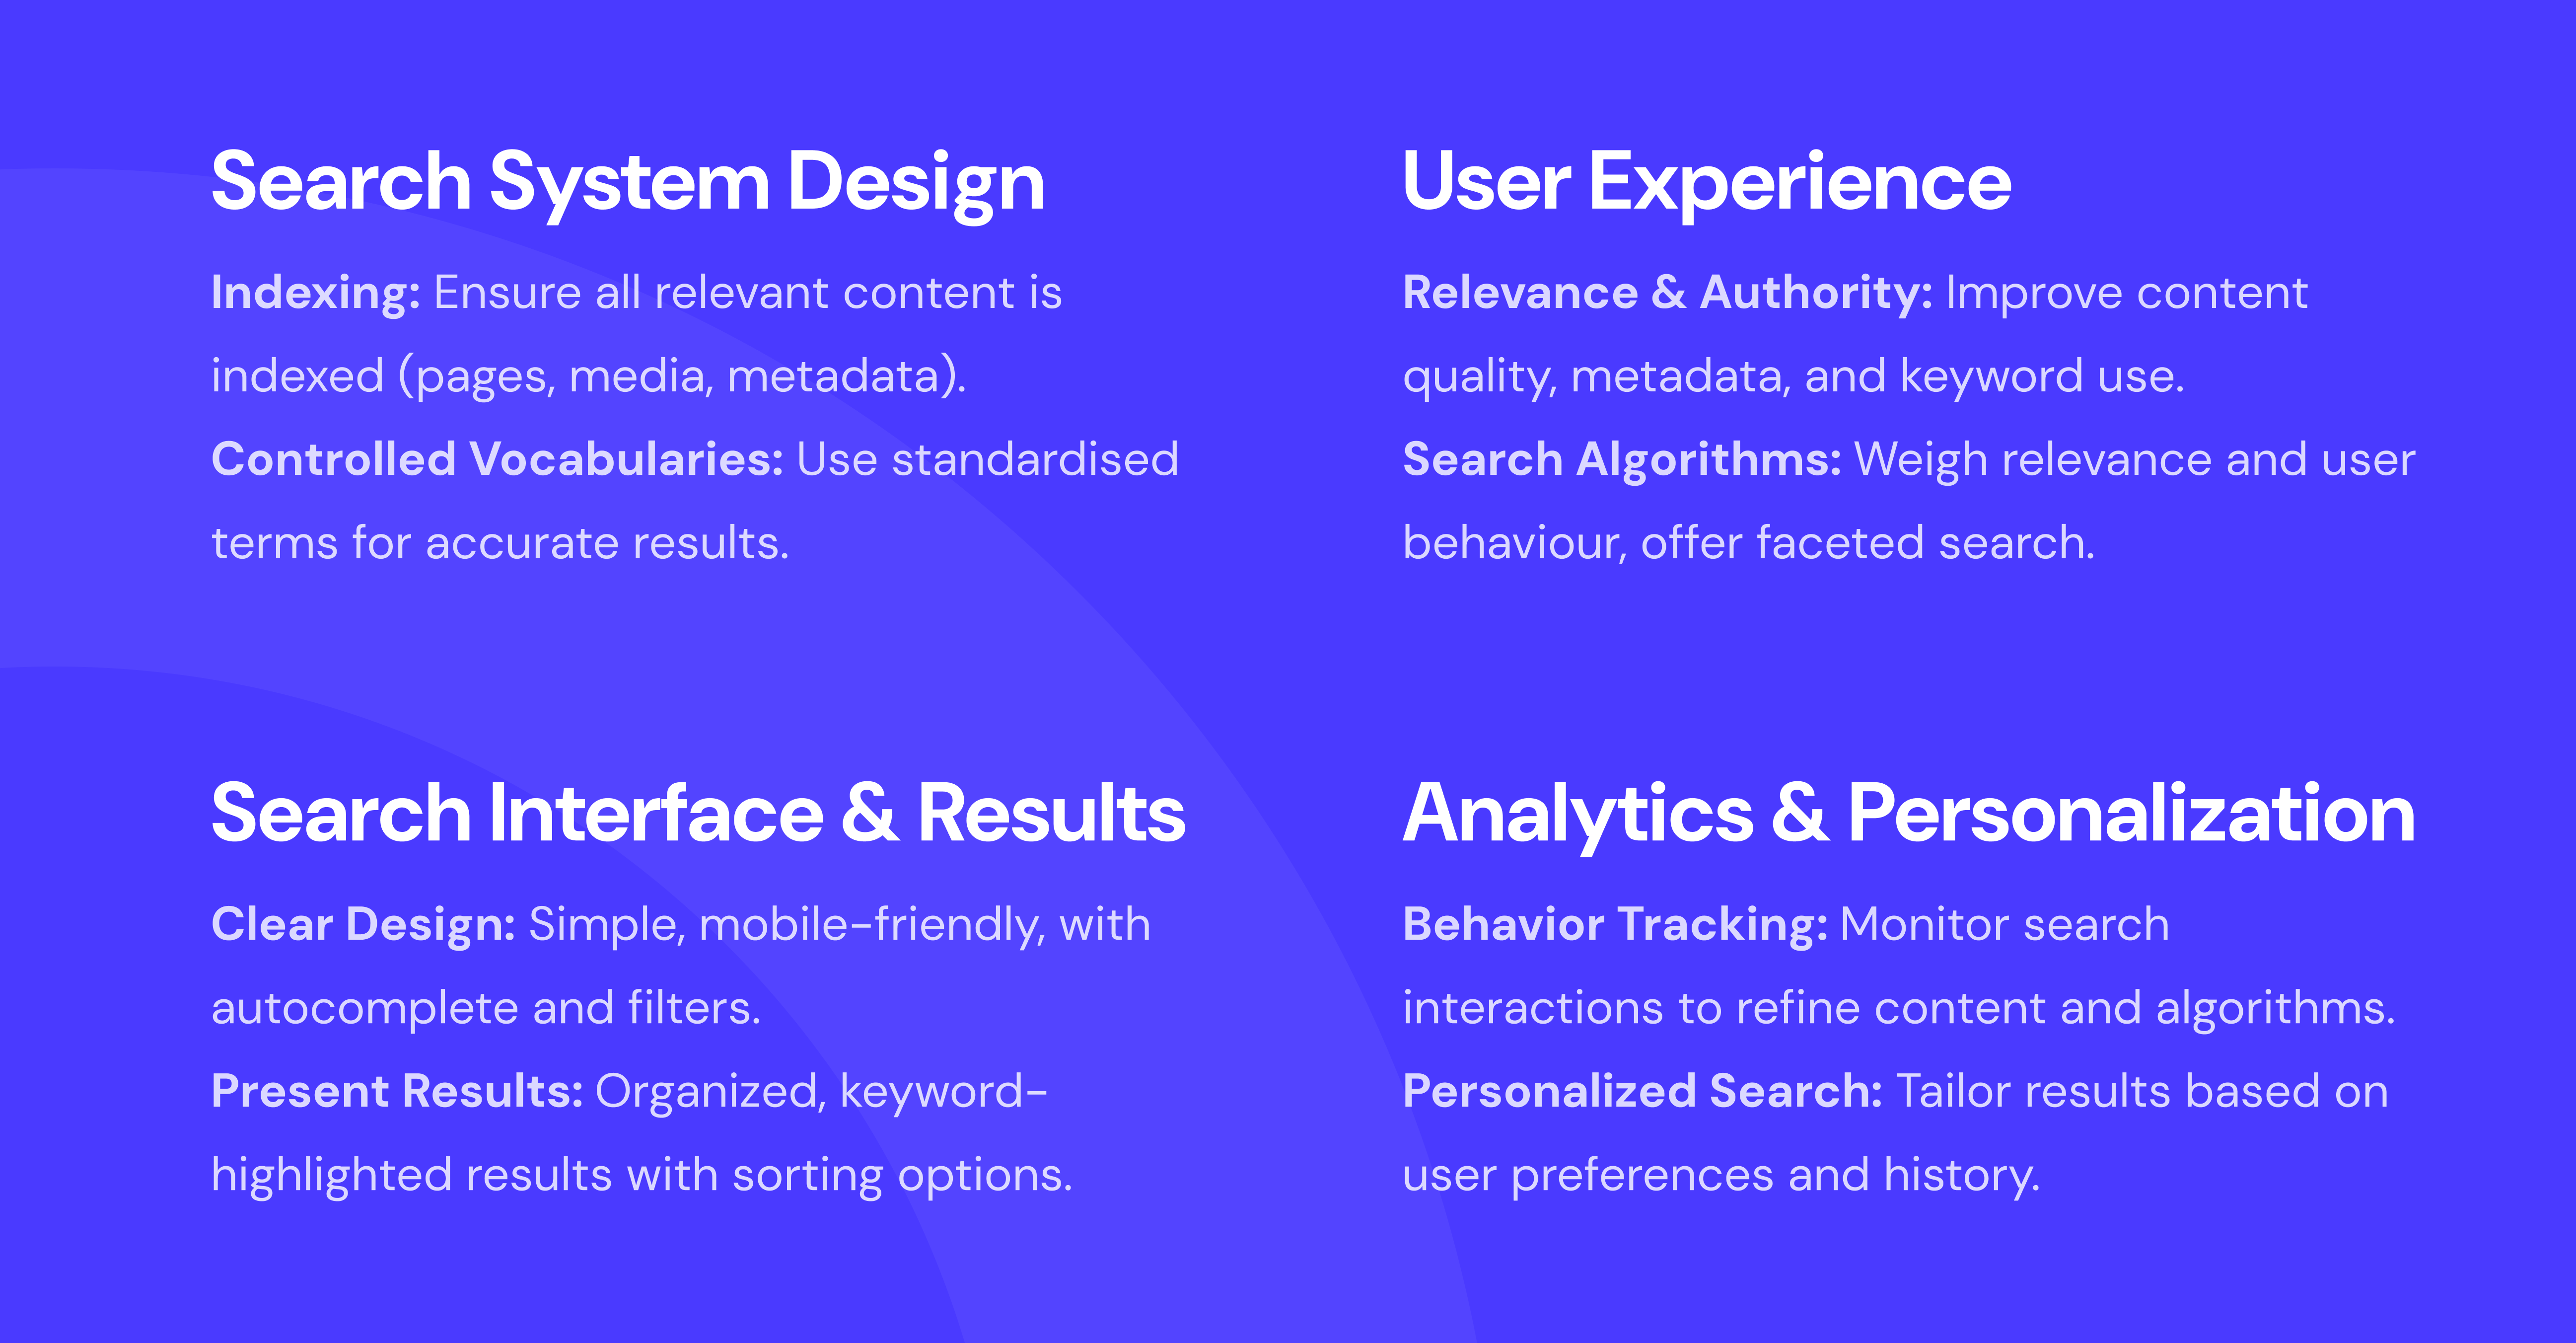 Search System Design
Indexing: Ensure all relevant content is
indexed (pages, media, metadata).
Controlled Vocabularies: Use standardised
terms for accurate results.
User Experience
Relevance & Authority: Improve content
quality, metadata, and keyword use.
Search Algorithms: Weigh relevance and user
behaviour, offer faceted search.
Search Interface & Results
Clear Design: Simple, mobile-friendly, with
autocomplete and filters.
Present Results: Organized, keyword-
highlighted results with sorting options.
Analytics & Personalization
Behavior Tracking: Monitor search
interactions to refine content and algorithms.
Personalized Search: Tailor results based on
user preferences and history.